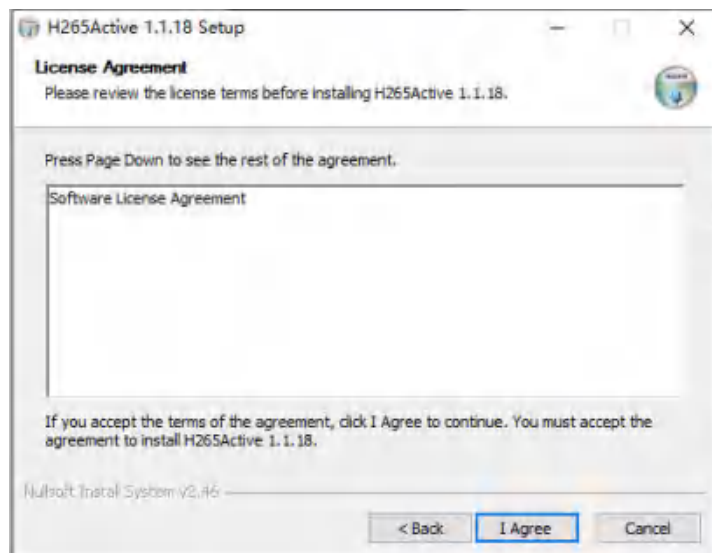 H265Active 1.1.18 Setup
License Agreement
Please review the license terms before installing H265Active 1.1.18.
Press Page Down to see the rest of the agreement.
Software License Agreement
If you accept the terms of the agreement, click I Agree to continue. You must accept the
agreement to install H265Active 1.1.18.
Nullsoft Install System v2.46
< Back
I Agree
Cancel